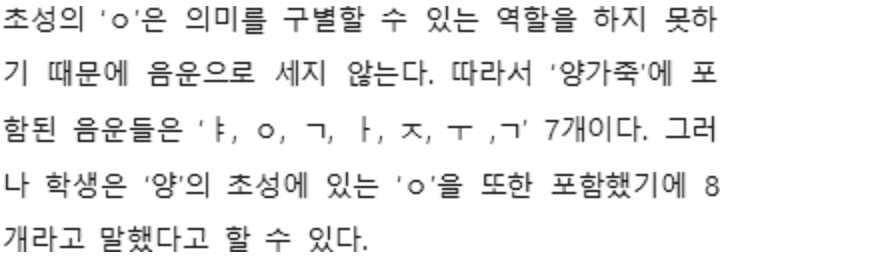 초성의 ‘ㅇ’은 의미를 구별할 수 있는 역할을 하지 못하
기 때문에 음운으로 세지 않는다. 따라서 ‘양가죽’에 포
함된 음운들은 ‘ㅑ, ㅇ, ㄱ, ㅏ, ㅈ, ㅜ ,ㄱ’ 7개이다. 그러
나 학생은 ‘양’의 초성에 있는 ‘ㅇ’을 또한 포함했기에 8
개라고 말했다고 할 수 있다.